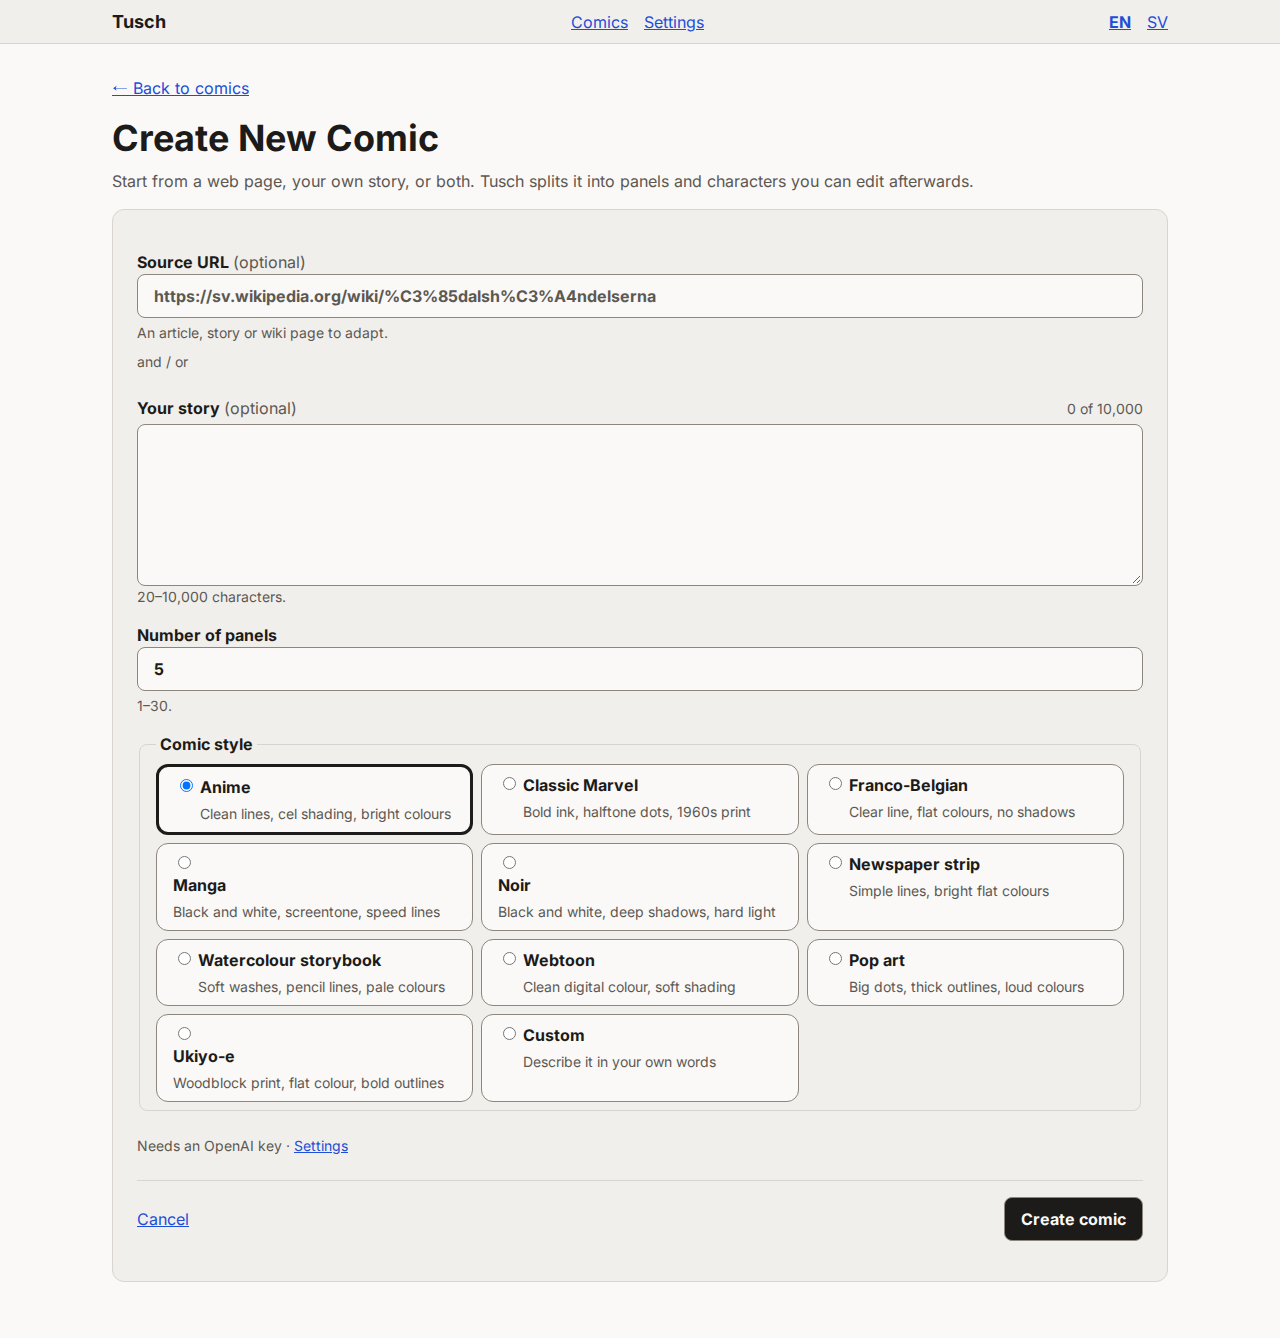 Tusch
Comics Settings
EN SV
← Back to comics
Create New Comic
Start from a web page, your own story, or both. Tusch splits it into panels and characters you can edit afterwards.
Source URL (optional)
https://sv.wikipedia.org/wiki/%C3%85dalsh%C3%A4ndelserna
An article, story or wiki page to adapt.
and / or
Your story (optional)
0 of 10,000
20–10,000 characters.
Number of panels
5
1–30.
Comic style
Anime
Clean lines, cel shading, bright colours
Classic Marvel
Bold ink, halftone dots, 1960s print
Franco-Belgian
Clear line, flat colours, no shadows
Manga
Black and white, screentone, speed lines
Noir
Black and white, deep shadows, hard light
Newspaper strip
Simple lines, bright flat colours
Watercolour storybook
Soft washes, pencil lines, pale colours
Webtoon
Clean digital colour, soft shading
Pop art
Big dots, thick outlines, loud colours
Ukiyo-e
Woodblock print, flat colour, bold outlines
Custom
Describe it in your own words
Needs an OpenAI key · Settings
Cancel
Create comic